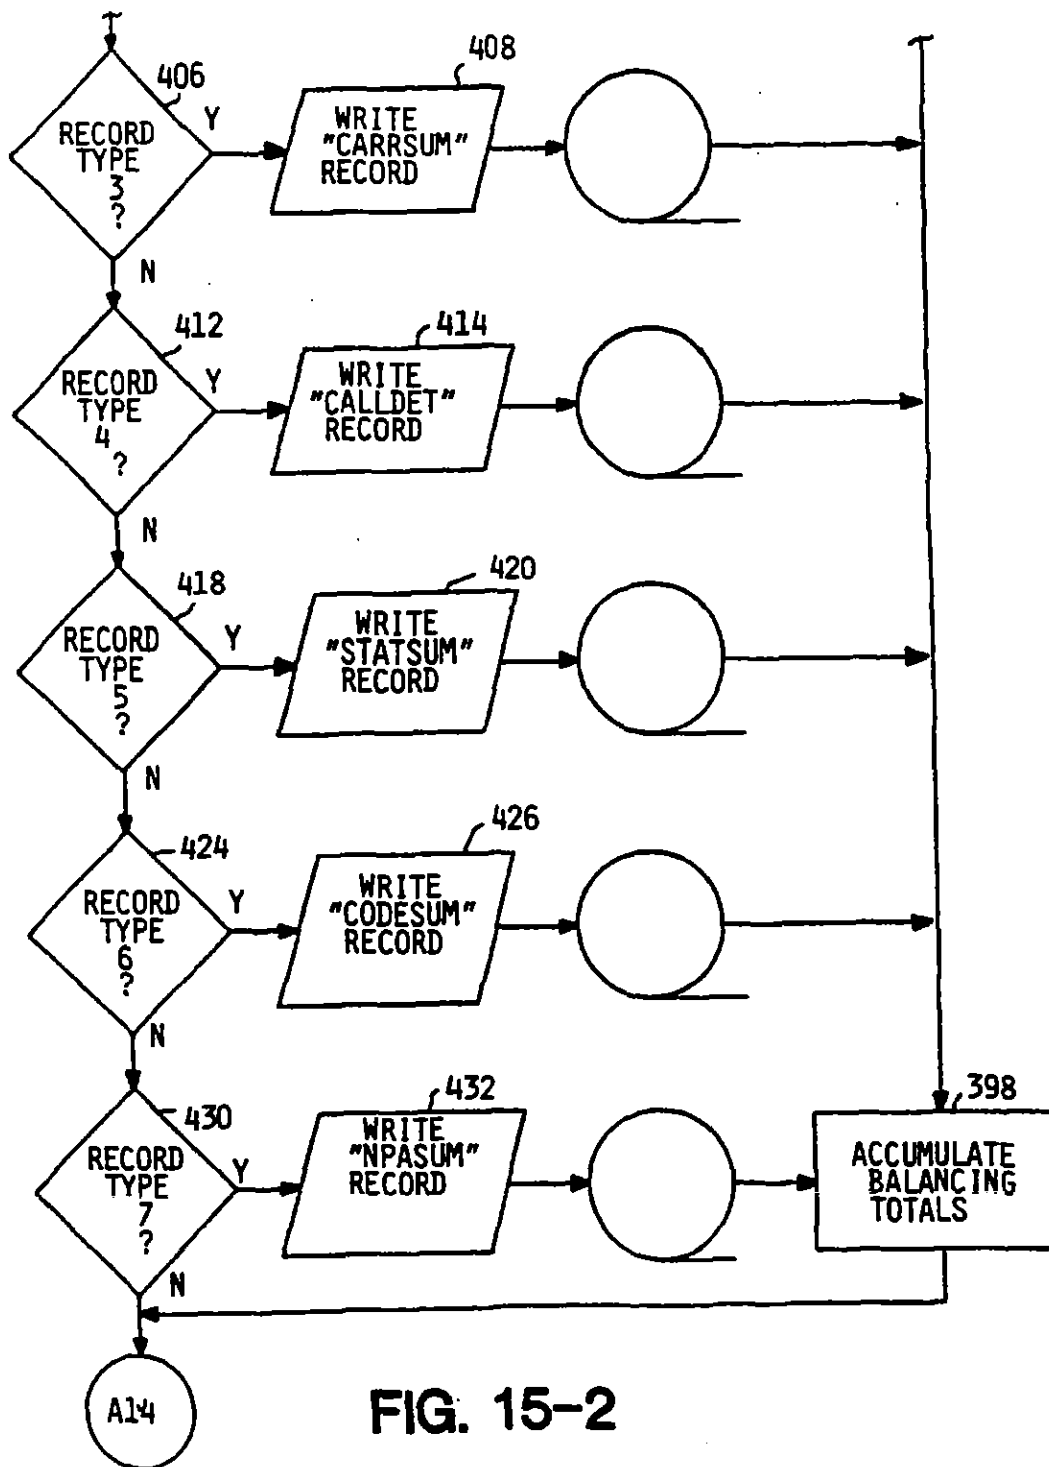 406
RECORD
TYPE
3
?
Y
N
408
WRITE
"CARRSUM"
RECORD
412
RECORD
TYPE
4
?
Y
N
414
WRITE
"CALLDET"
RECORD
418
RECORD
TYPE
5
?
Y
N
420
WRITE
"STATSUM"
RECORD
424
RECORD
TYPE
6
?
Y
N
426
WRITE
"CODESUM"
RECORD
430
RECORD
TYPE
7
?
Y
N
432
WRITE
"NPASUM"
RECORD
398
ACCUMULATE
BALANCING
TOTALS
A14
FIG. 15-2